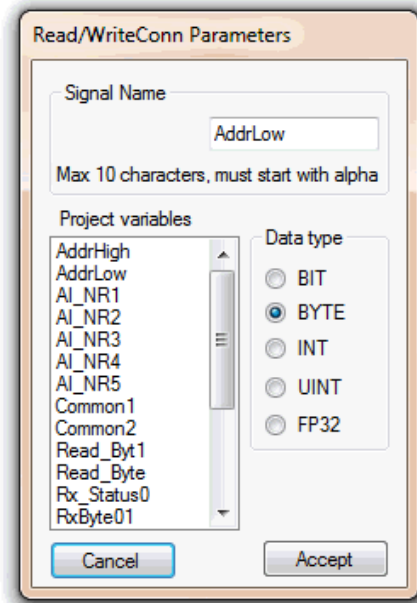 Read/WriteConn Parameters
Signal Name
AddrLow
Max 10 characters, must start with alpha
Project variables
AddrHigh
AddrLow
AI_NR1
AI_NR2
AI_NR3
AI_NR4
AI_NR5
Common1
Common2
Read_Byt1
Read_Byte
Rx_Status0
RxByte01
Data type
BIT
BYTE
INT
UINT
FP32
Cancel
Accept